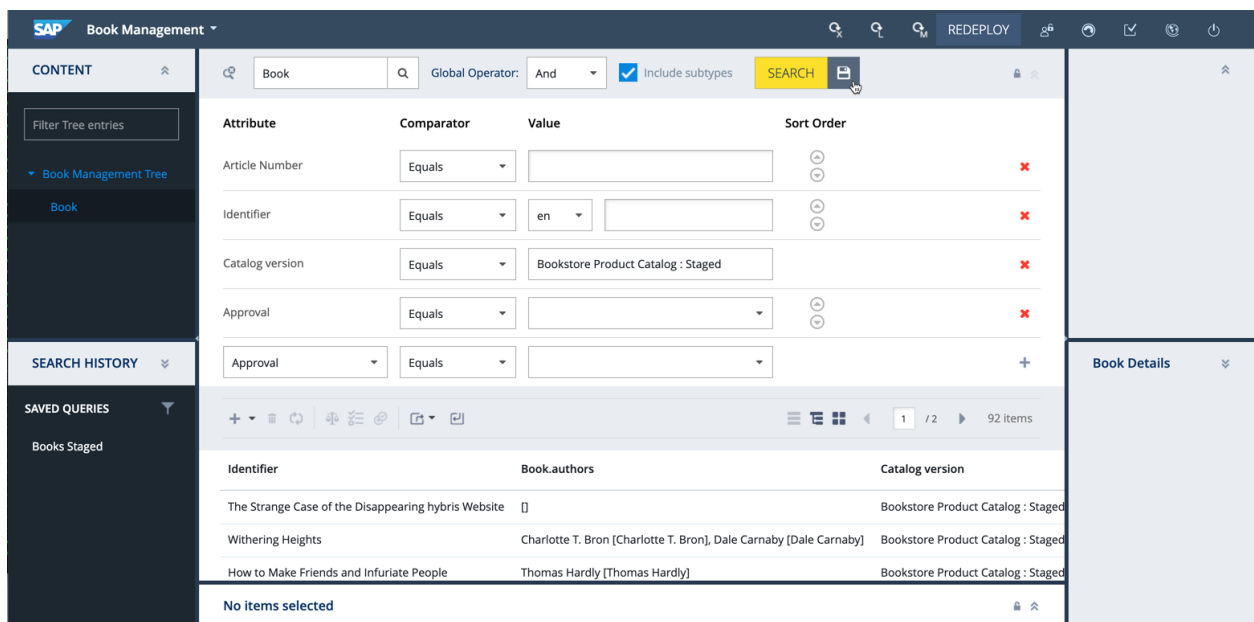 SAP Book Management REDEPLOY
CONTENT
Filter Tree entries
Book Management Tree
Book
SEARCH HISTORY
SAVED QUERIES
Books Staged
Book Global Operator: And Include subtypes SEARCH
Attribute Comparator Value Sort Order
Article Number Equals
Identifier Equals en
Catalog version Equals Bookstore Product Catalog : Staged
Approval Equals
Approval Equals
1 / 2 92 items
Identifier Book.authors Catalog version
The Strange Case of the Disappearing hybris Website [] Bookstore Product Catalog : Staged
Withering Heights Charlotte T. Bron [Charlotte T. Bron], Dale Carnaby [Dale Carnaby] Bookstore Product Catalog : Staged
How to Make Friends and Infuriate People Thomas Hardly [Thomas Hardly] Bookstore Product Catalog : Staged
No items selected
Book Details